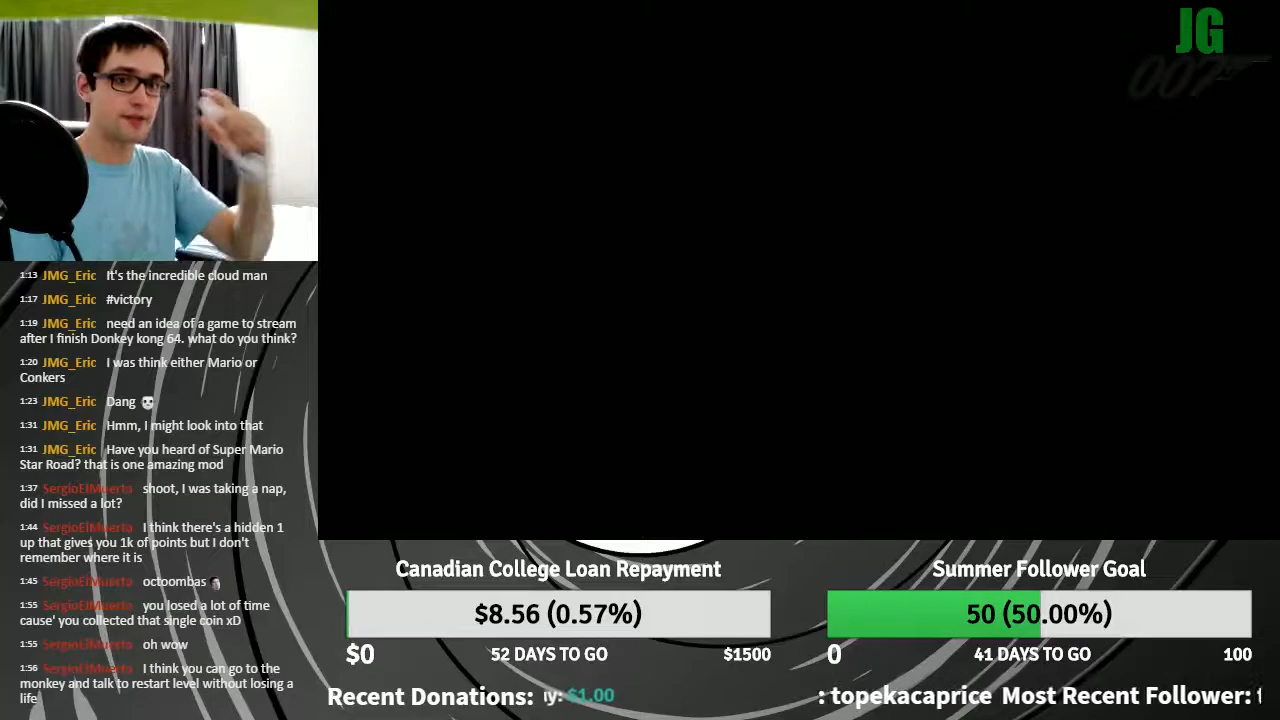 JG
007
1:13 JMG_Eric It's the incredible cloud man
1:17 JMG_Eric #victory
1:19 JMG_Eric need an idea of a game to stream
after I finish Donkey kong 64. what do you think?
1:20 JMG_Eric I was think either Mario or
Conkers
1:23 JMG_Eric Dang
1:31 JMG_Eric Hmm, I might look into that
1:31 JMG_Eric Have you heard of Super Mario
Star Road? that is one amazing mod
1:37 SergioElMuerto shoot, I was taking a nap,
did I missed a lot?
1:44 SergioElMuerto I think there's a hidden 1
up that gives you 1k of points but I don't
remember where it is
1:45 SergioElMuerto octoombas
1:55 SergioElMuerto you losed a lot of time
cause' you collected that single coin xD
1:55 SergioElMuerto oh wow
1:56 SergioElMuerto I think you can go to the
monkey and talk to restart level without losing a
life
Canadian College Loan Repayment
$8.56 (0.57%)
$0 52 DAYS TO GO $1500
Summer Follower Goal
50 (50.00%)
0 41 DAYS TO GO 100
Recent Donations: $1.00
: topekacaprice Most Recent Follower: